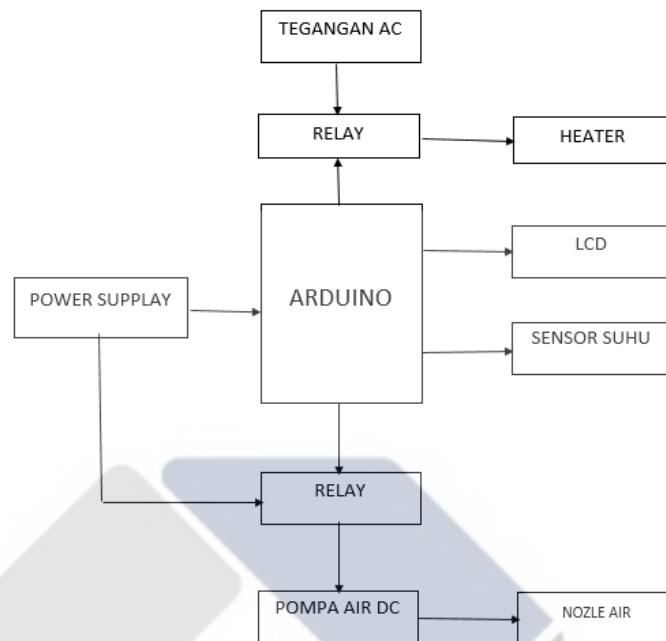 TEGANGAN AC
RELAY
HEATER
LCD
ARDUINO
POWER SUPPLAY
SENSOR SUHU
RELAY
POMPA AIR DC
NOZLE AIR